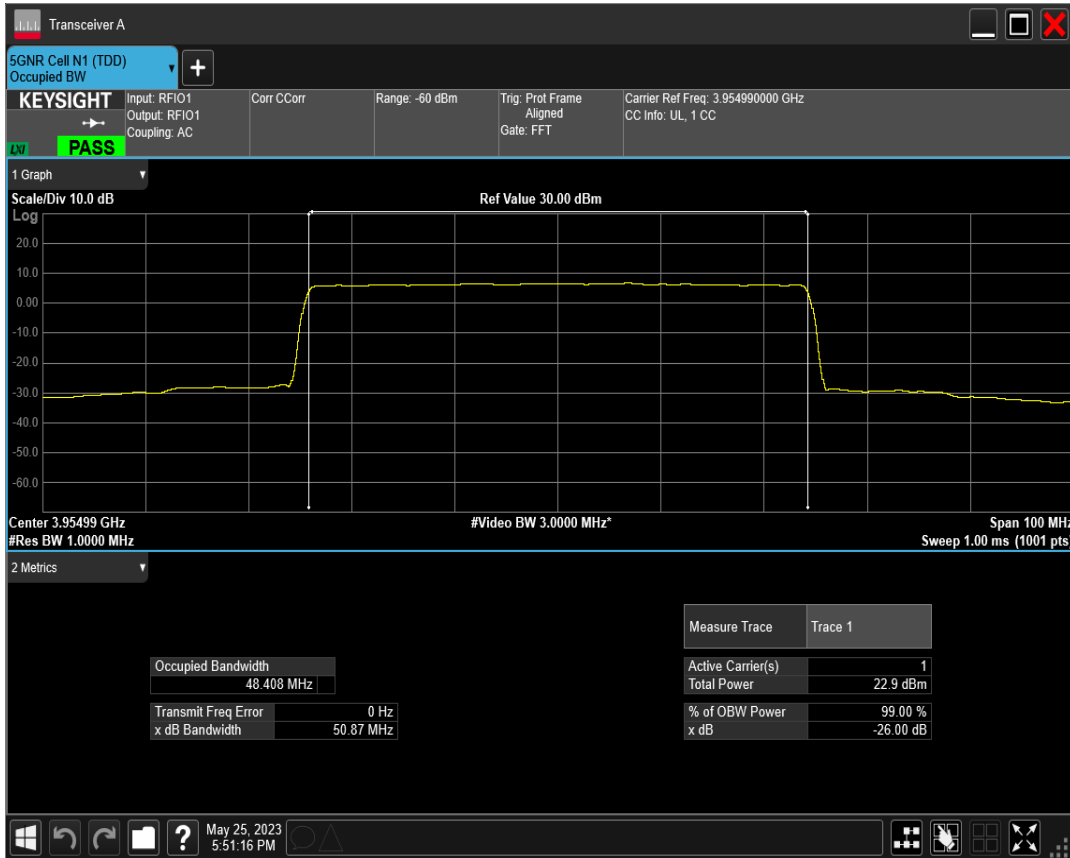 Transceiver A
5GNR Cell N1 (TDD)
Occupied BW
KEYSIGHT
LXI
PASS
Input: RFIO1
Output: RFIO1
Coupling: AC
Corr CCorr
Range: -60 dBm
Trig: Prot Frame
Aligned
Gate: FFT
Carrier Ref Freq: 3.954990000 GHz
CC Info: UL, 1 CC
1 Graph
Scale/Div 10.0 dB
Ref Value 30.00 dBm
Log
20.0
10.0
0.00
-10.0
-20.0
-30.0
-40.0
-50.0
-60.0
Center 3.95499 GHz
#Video BW 3.0000 MHz*
Span 100 MHz
#Res BW 1.0000 MHz
Sweep 1.00 ms (1001 pts)
2 Metrics
Measure Trace Trace 1
Occupied Bandwidth
48.408 MHz
Active Carrier(s) 1
Total Power 22.9 dBm
Transmit Freq Error 0 Hz
x dB Bandwidth 50.87 MHz
% of OBW Power 99.00 %
x dB -26.00 dB
?
May 25, 2023
5:51:16 PM